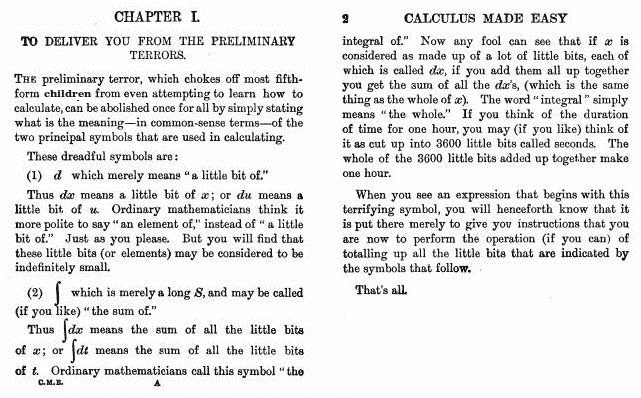 CHAPTER I.
TO DELIVER YOU FROM THE PRELIMINARY
TERRORS.
THE preliminary terror, which chokes off most fifth-
form children from even attempting to learn how to
calculate, can be abolished once for all by simply stating
what is the meaning—in common-sense terms—of the
two principal symbols that are used in calculating.
These dreadful symbols are:
(1) d which merely means "a little bit of."
Thus dx means a little bit of x; or du means a
little bit of u. Ordinary mathematicians think it
more polite to say "an element of," instead of "a little
bit of." Just as you please. But you will find that
these little bits (or elements) may be considered to be
indefinitely small.
(2) ∫ which is merely a long S, and may be called
(if you like) "the sum of."
Thus ∫dx means the sum of all the little bits
of x; or ∫dt means the sum of all the little bits
of t. Ordinary mathematicians call this symbol "the
C.M.E. A
2 CALCULUS MADE EASY
integral of." Now any fool can see that if x is
considered as made up of a lot of little bits, each of
which is called dx, if you add them all up together
you get the sum of all the dx's, (which is the same
thing as the whole of x). The word "integral" simply
means "the whole." If you think of the duration
of time for one hour, you may (if you like) think of
it as cut up into 3600 little bits called seconds. The
whole of the 3600 little bits added up together make
one hour.
When you see an expression that begins with this
terrifying symbol, you will henceforth know that it
is put there merely to give you instructions that you
are now to perform the operation (if you can) of
totalling up all the little bits that are indicated by
the symbols that follow.
That's all.